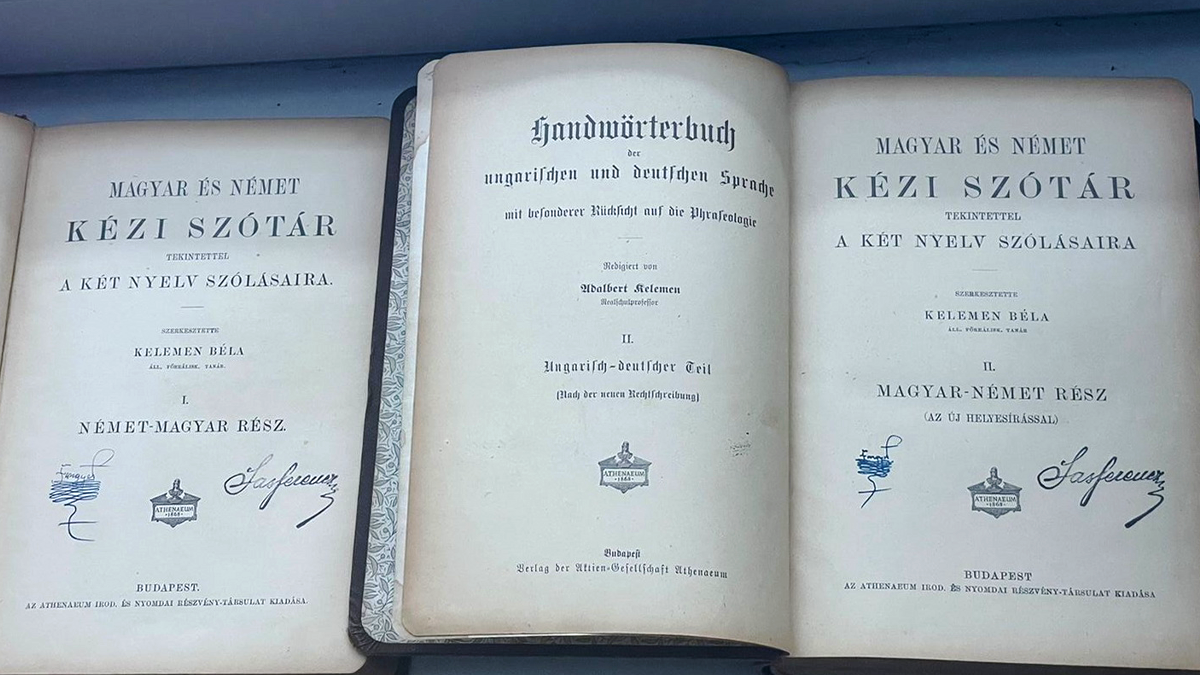 MAGYAR ÉS NÉMET
KÉZI SZÓTÁR
TEKINTETTEL
A KÉT NYELV SZÓLÁSAIRA.
SZERKESZTETTE
KELEMEN BÉLA
ÁLL. FŐREÁLISK. TANÁR.
I.
NÉMET-MAGYAR RÉSZ.
ATHENAEUM
·1868·
BUDAPEST.
AZ ATHENAEUM IROD. ÉS NYOMDAI RÉSZVÉNY-TÁRSULAT KIADÁSA.
Handwörterbuch
der
ungarischen und deutschen Sprache
mit besonderer Rücksicht auf die Phraseologie
Redigiert von
Adalbert Kelemen
Realschulprofessor
II.
Ungarisch-deutscher Teil
(Nach der neuen Rechtschreibung)
ATHENAEUM
·1868·
Budapest
Verlag der Aktien-Gesellschaft Athenaeum
MAGYAR ÉS NÉMET
KÉZI SZÓTÁR
TEKINTETTEL
A KÉT NYELV SZÓLÁSAIRA
SZERKESZTETTE
KELEMEN BÉLA
ÁLL. FŐREÁLISK. TANÁR
II.
MAGYAR-NÉMET RÉSZ
(AZ ÚJ HELYESÍRÁSSAL)
ATHENAEUM
·1868·
BUDAPEST
AZ ATHENAEUM IROD. ÉS NYOMDAI RÉSZVÉNY-TÁRSULAT KIADÁSA